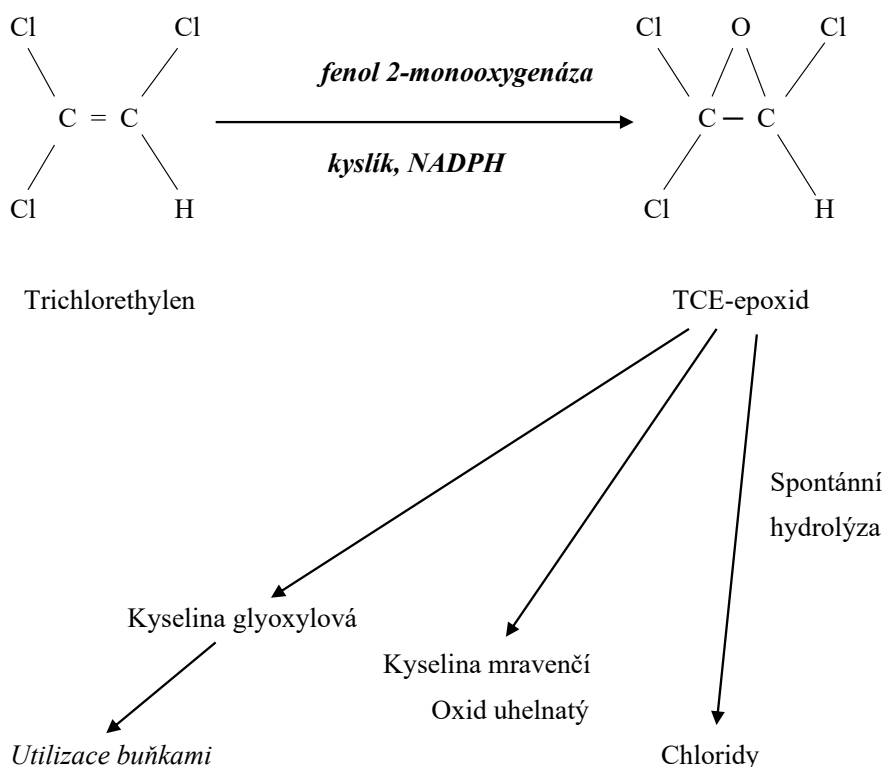 Cl Cl
fenol 2-monooxygenáza
C = C
kyslík, NADPH
Cl H
Cl O Cl
C – C
Cl H
Trichlorethylen
TCE-epoxid
Spontánní
hydrolýza
Kyselina glyoxylová
Kyselina mravenčí
Oxid uhelnatý
Utilizace buňkami
Chloridy